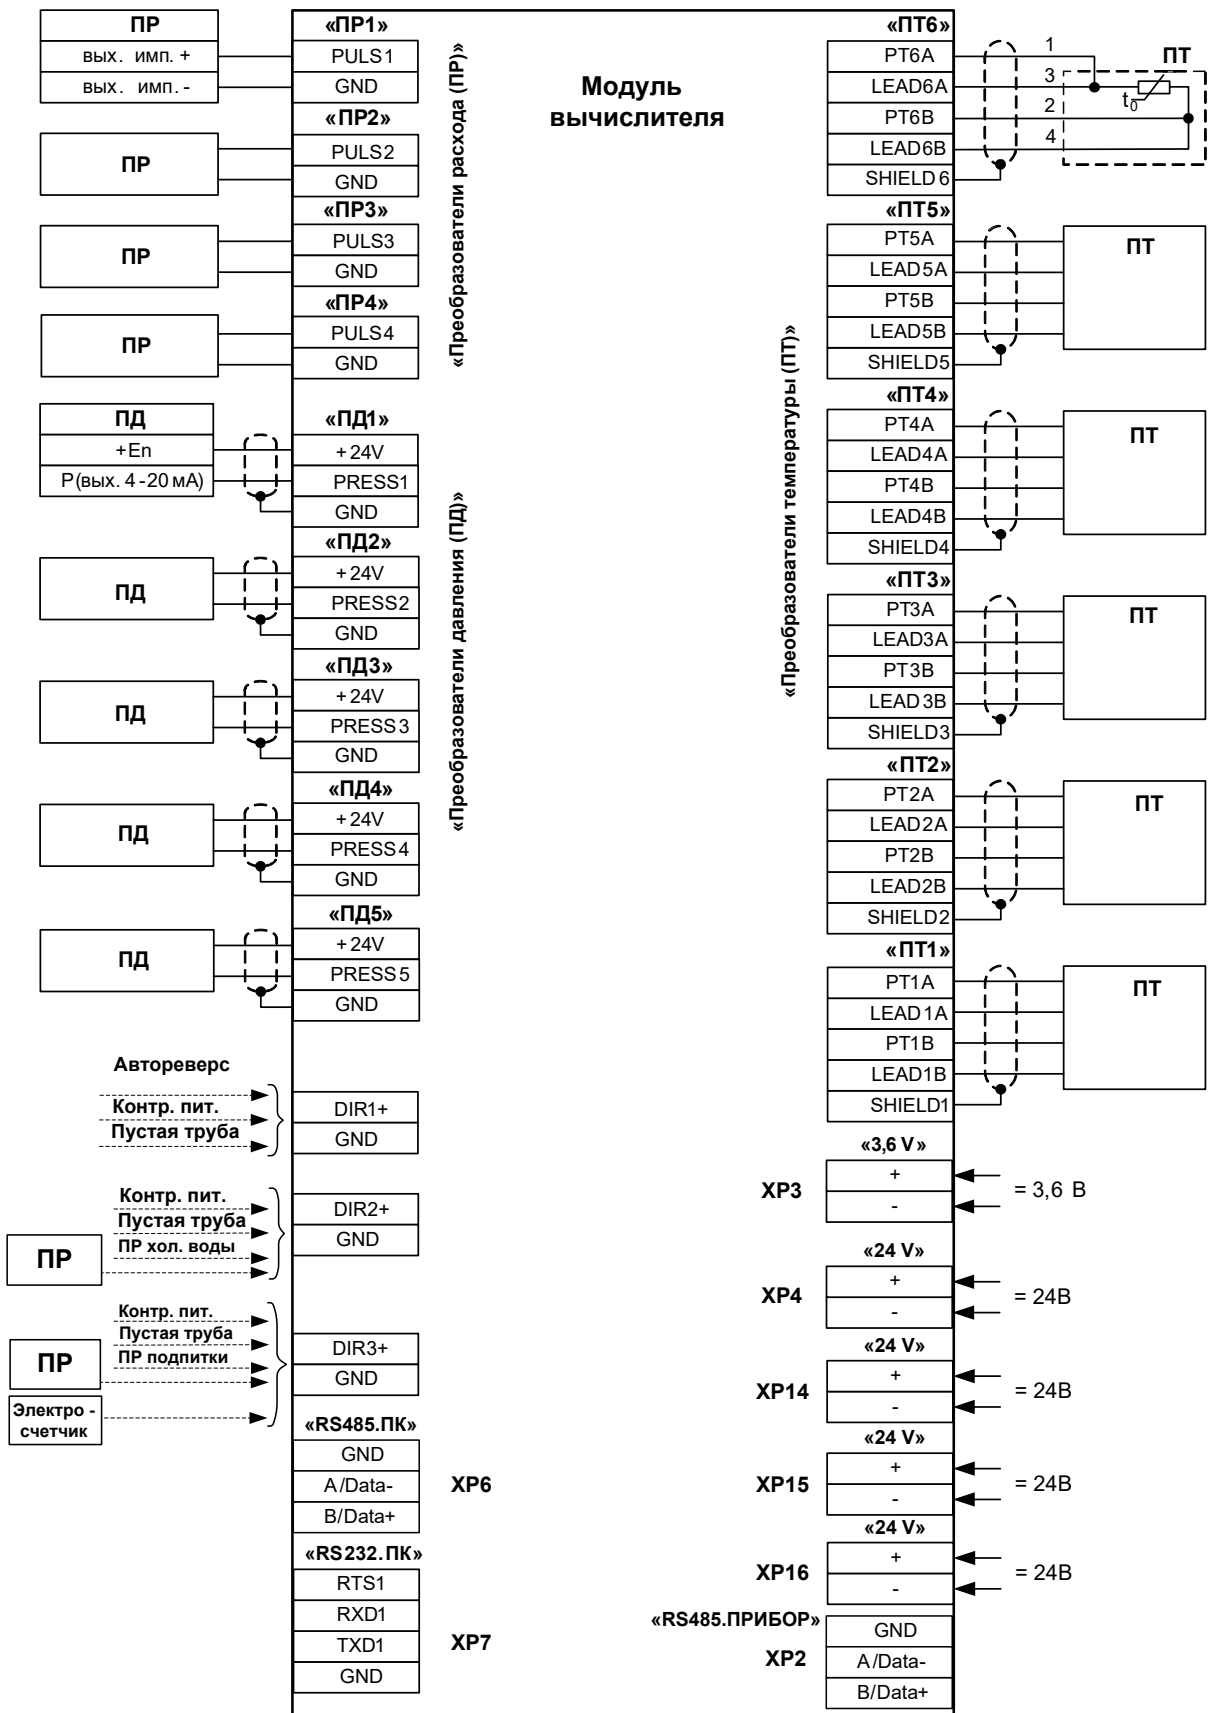 Модуль
вычислителя
ПР
вых. имп. +
вых. имп. -
«ПР1»
PULS1
GND
«ПР2»
ПР
PULS2
GND
«ПР3»
ПР
PULS3
GND
«ПР4»
ПР
PULS4
GND
«Преобразователи расхода (ПР)»
ПД
+En
P(вых. 4-20 мА)
«ПД1»
+24V
PRESS1
GND
«ПД2»
ПД
+24V
PRESS2
GND
«ПД3»
ПД
+24V
PRESS3
GND
«ПД4»
ПД
+24V
PRESS4
GND
«ПД5»
ПД
+24V
PRESS5
GND
«Преобразователи давления (ПД)»
Автореверс
Контр. пит.
Пустая труба
DIR1+
GND
Контр. пит.
Пустая труба
ПР хол. воды
ПР
DIR2+
GND
Контр. пит.
Пустая труба
ПР подпитки
ПР
Электро -
счетчик
DIR3+
GND
«RS485.ПК»
GND
A/Data-
B/Data+
XP6
«RS232.ПК»
RTS1
RXD1
TXD1
GND
XP7
«ПТ6»
PT6A
LEAD6A
PT6B
LEAD6B
SHIELD6
1
3
2
4
ПТ
t0
«ПТ5»
PT5A
LEAD5A
PT5B
LEAD5B
SHIELD5
ПТ
«ПТ4»
PT4A
LEAD4A
PT4B
LEAD4B
SHIELD4
ПТ
«ПТ3»
PT3A
LEAD3A
PT3B
LEAD3B
SHIELD3
ПТ
«ПТ2»
PT2A
LEAD2A
PT2B
LEAD2B
SHIELD2
ПТ
«ПТ1»
PT1A
LEAD1A
PT1B
LEAD1B
SHIELD1
ПТ
«Преобразователи температуры (ПТ)»
«3,6 V»
XP3
+
-
= 3,6 В
«24 V»
XP4
+
-
= 24В
«24 V»
XP14
+
-
= 24В
«24 V»
XP15
+
-
= 24В
«24 V»
XP16
+
-
= 24В
«RS485.ПРИБОР»
XP2
GND
A/Data-
B/Data+